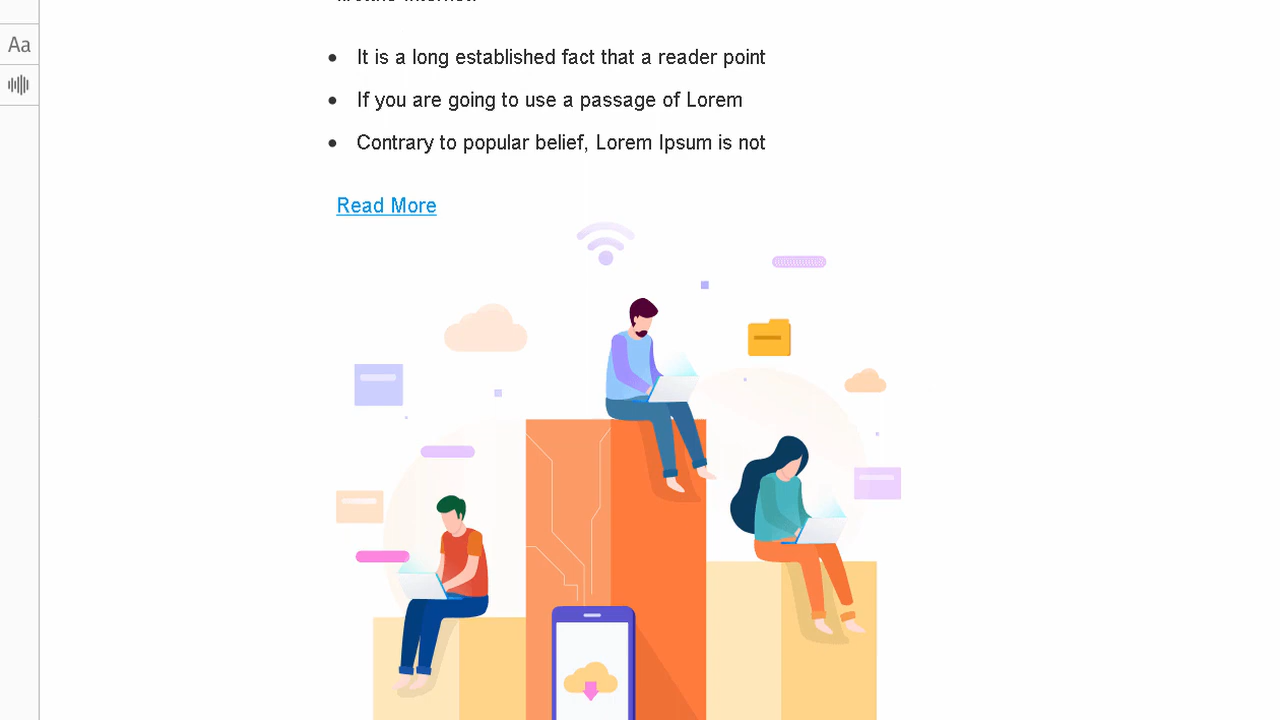 Aa
It is a long established fact that a reader point
If you are going to use a passage of Lorem
Contrary to popular belief, Lorem Ipsum is not
Read More